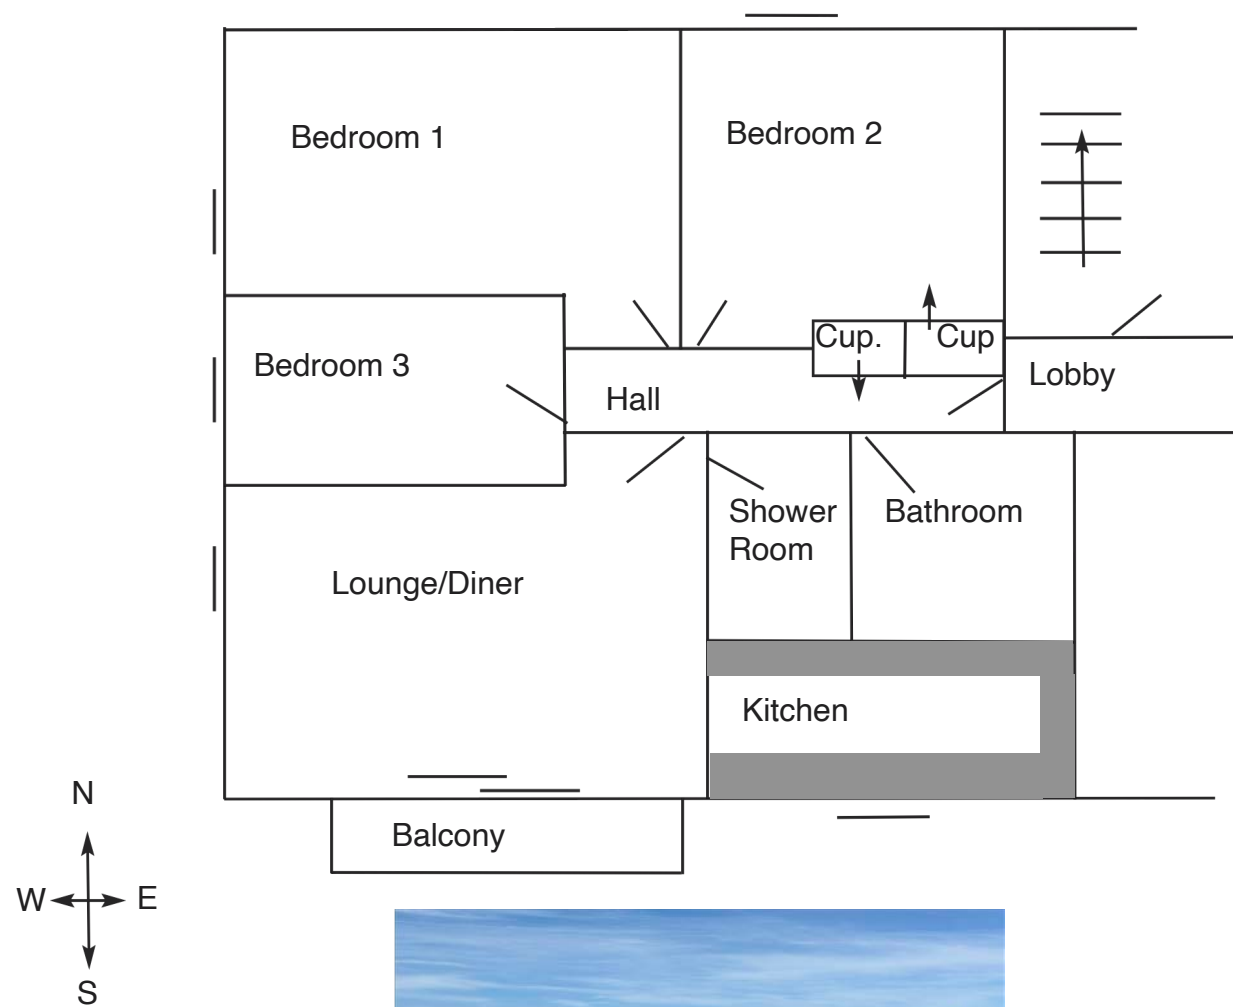 Bedroom 1
Bedroom 2
Cup.
Cup
Bedroom 3
Lobby
Hall
Shower
Room
Bathroom
Lounge/Diner
Kitchen
N
Balcony
W
E
S